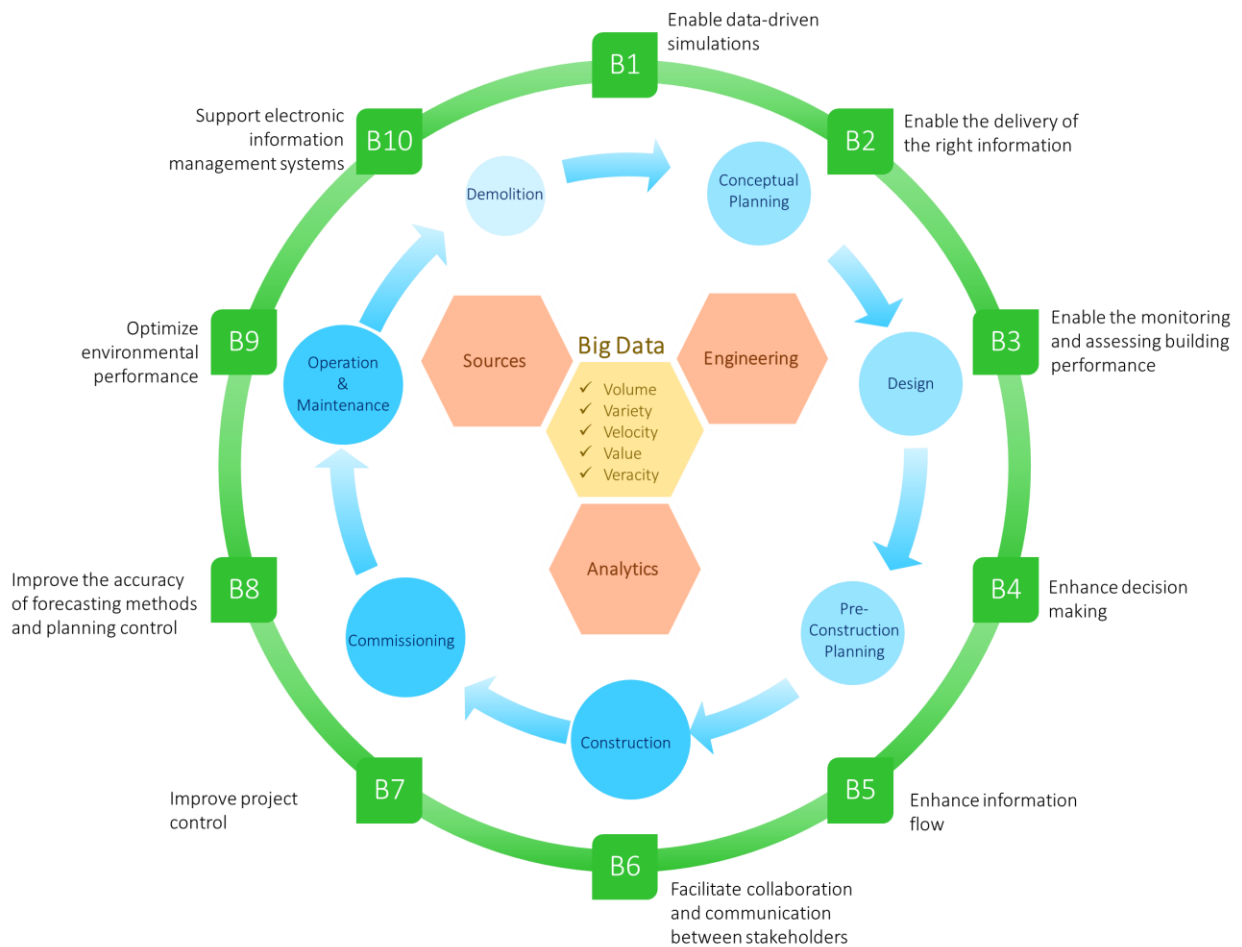 B1
Enable data-driven
simulations
B2
Enable the delivery of
the right information
B3
Enable the monitoring
and assessing building
performance
B4
Enhance decision
making
B5
Enhance information
flow
B6
Facilitate collaboration
and communication
between stakeholders
B7
Improve project
control
B8
Improve the accuracy
of forecasting methods
and planning control
B9
Optimize
environmental
performance
B10
Support electronic
information
management systems
Demolition
Conceptual
Planning
Design
Pre-
Construction
Planning
Construction
Commissioning
Operation
&
Maintenance
Sources
Big Data
✓ Volume
✓ Variety
✓ Velocity
✓ Value
✓ Veracity
Engineering
Analytics